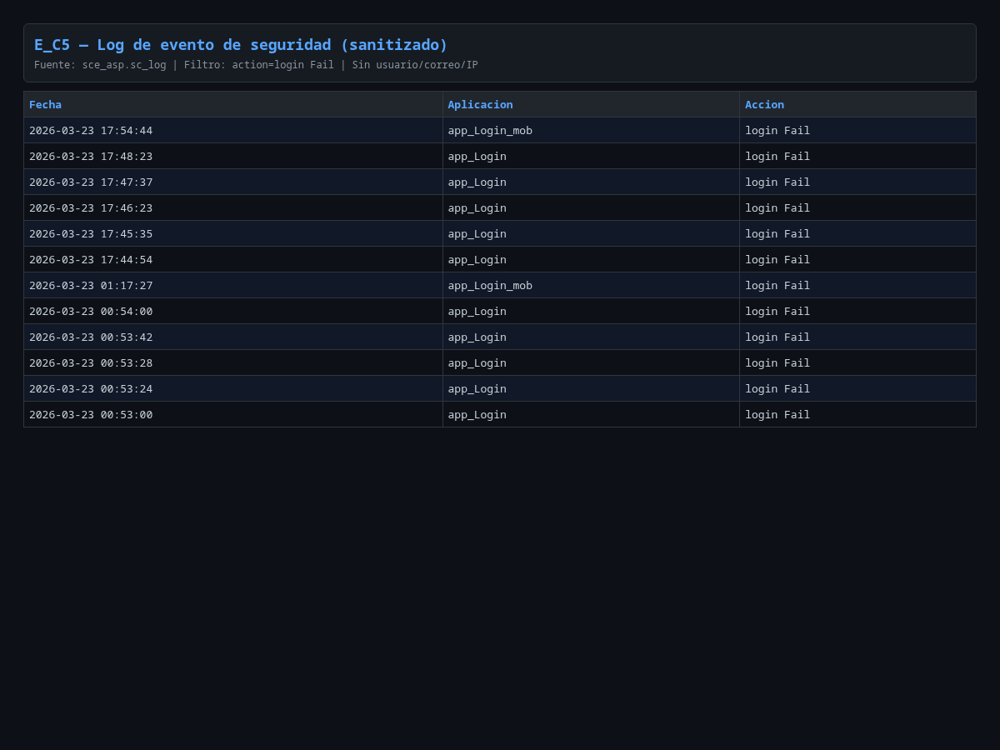 E_C5 — Log de evento de seguridad (sanitizado)
Fuente: sce_asp.sc_log | Filtro: action=login Fail | Sin usuario/correo/IP
Fecha Aplicacion Accion
2026-03-23 17:54:44 app_Login_mob login Fail
2026-03-23 17:48:23 app_Login login Fail
2026-03-23 17:47:37 app_Login login Fail
2026-03-23 17:46:23 app_Login login Fail
2026-03-23 17:45:35 app_Login login Fail
2026-03-23 17:44:54 app_Login login Fail
2026-03-23 01:17:27 app_Login_mob login Fail
2026-03-23 00:54:00 app_Login login Fail
2026-03-23 00:53:42 app_Login login Fail
2026-03-23 00:53:28 app_Login login Fail
2026-03-23 00:53:24 app_Login login Fail
2026-03-23 00:53:00 app_Login login Fail